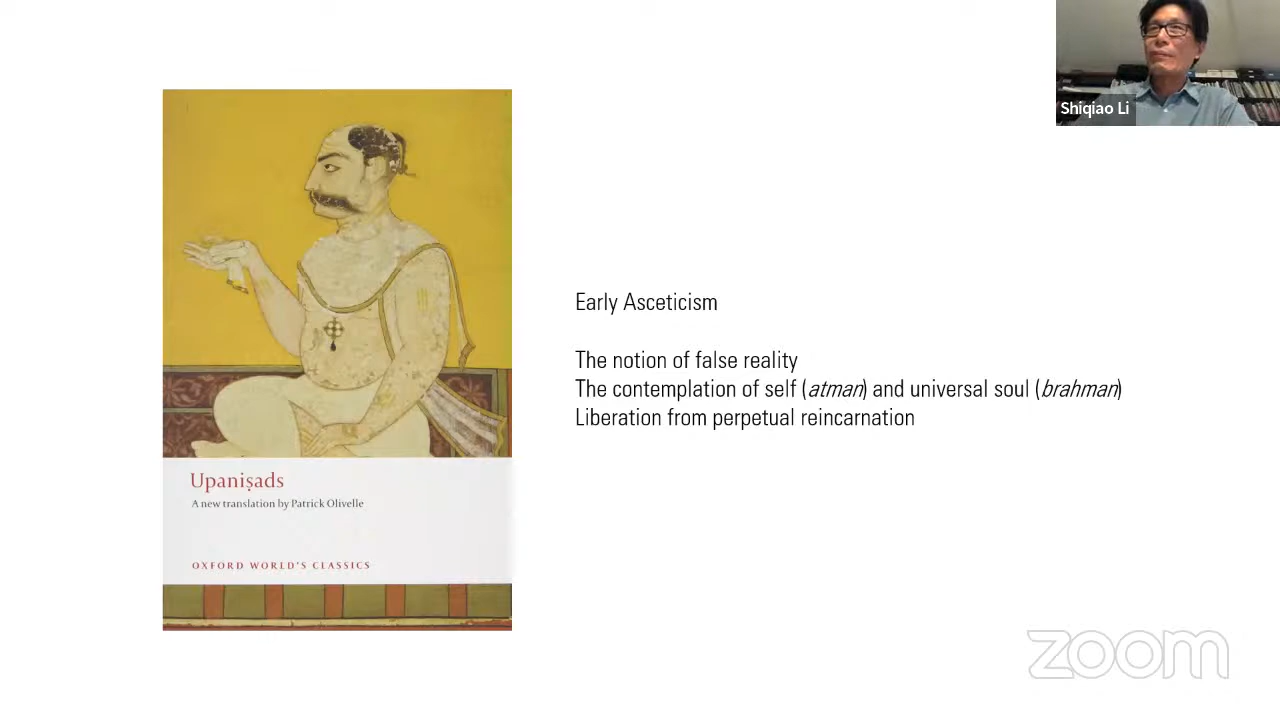 Shiqiao Li
Early Asceticism
The notion of false reality
The contemplation of self (atman) and universal soul (brahman)
Liberation from perpetual reincarnation
Upaniṣads
A new translation by Patrick Olivelle
OXFORD WORLD'S CLASSICS
zoom